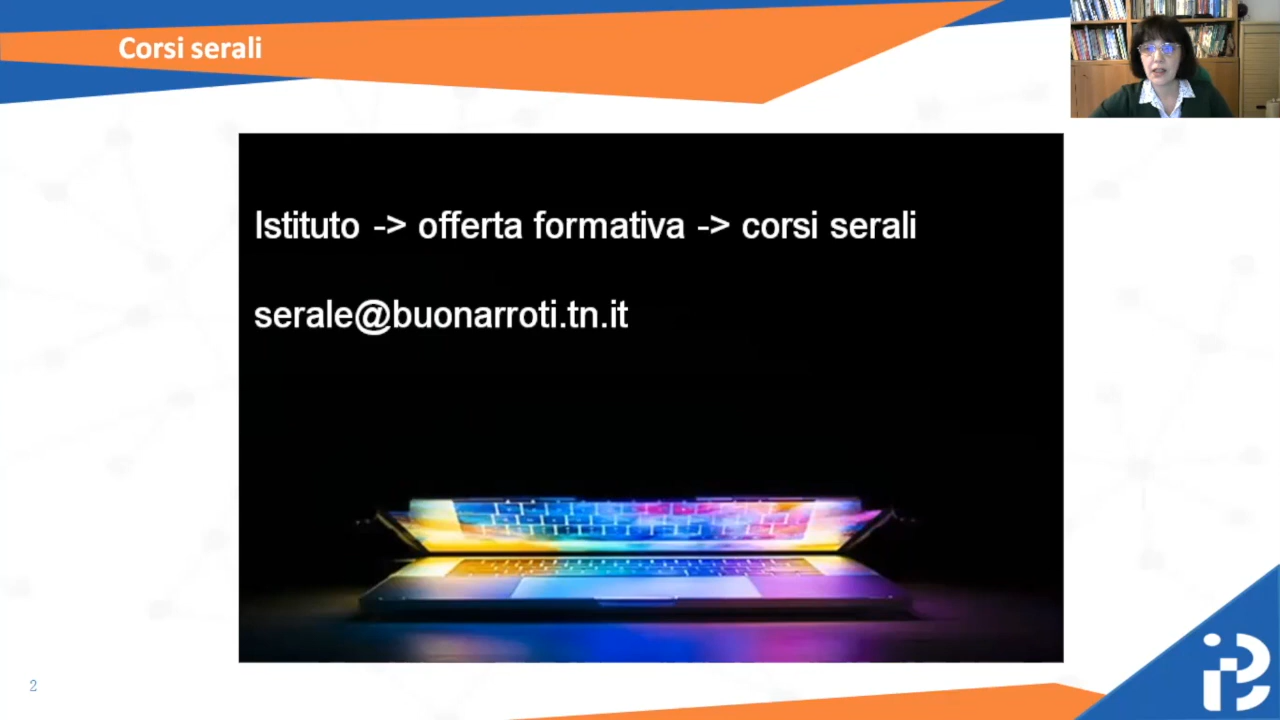 Corsi serali
Istituto -> offerta formativa -> corsi serali
serale@buonarroti.tn.it
2